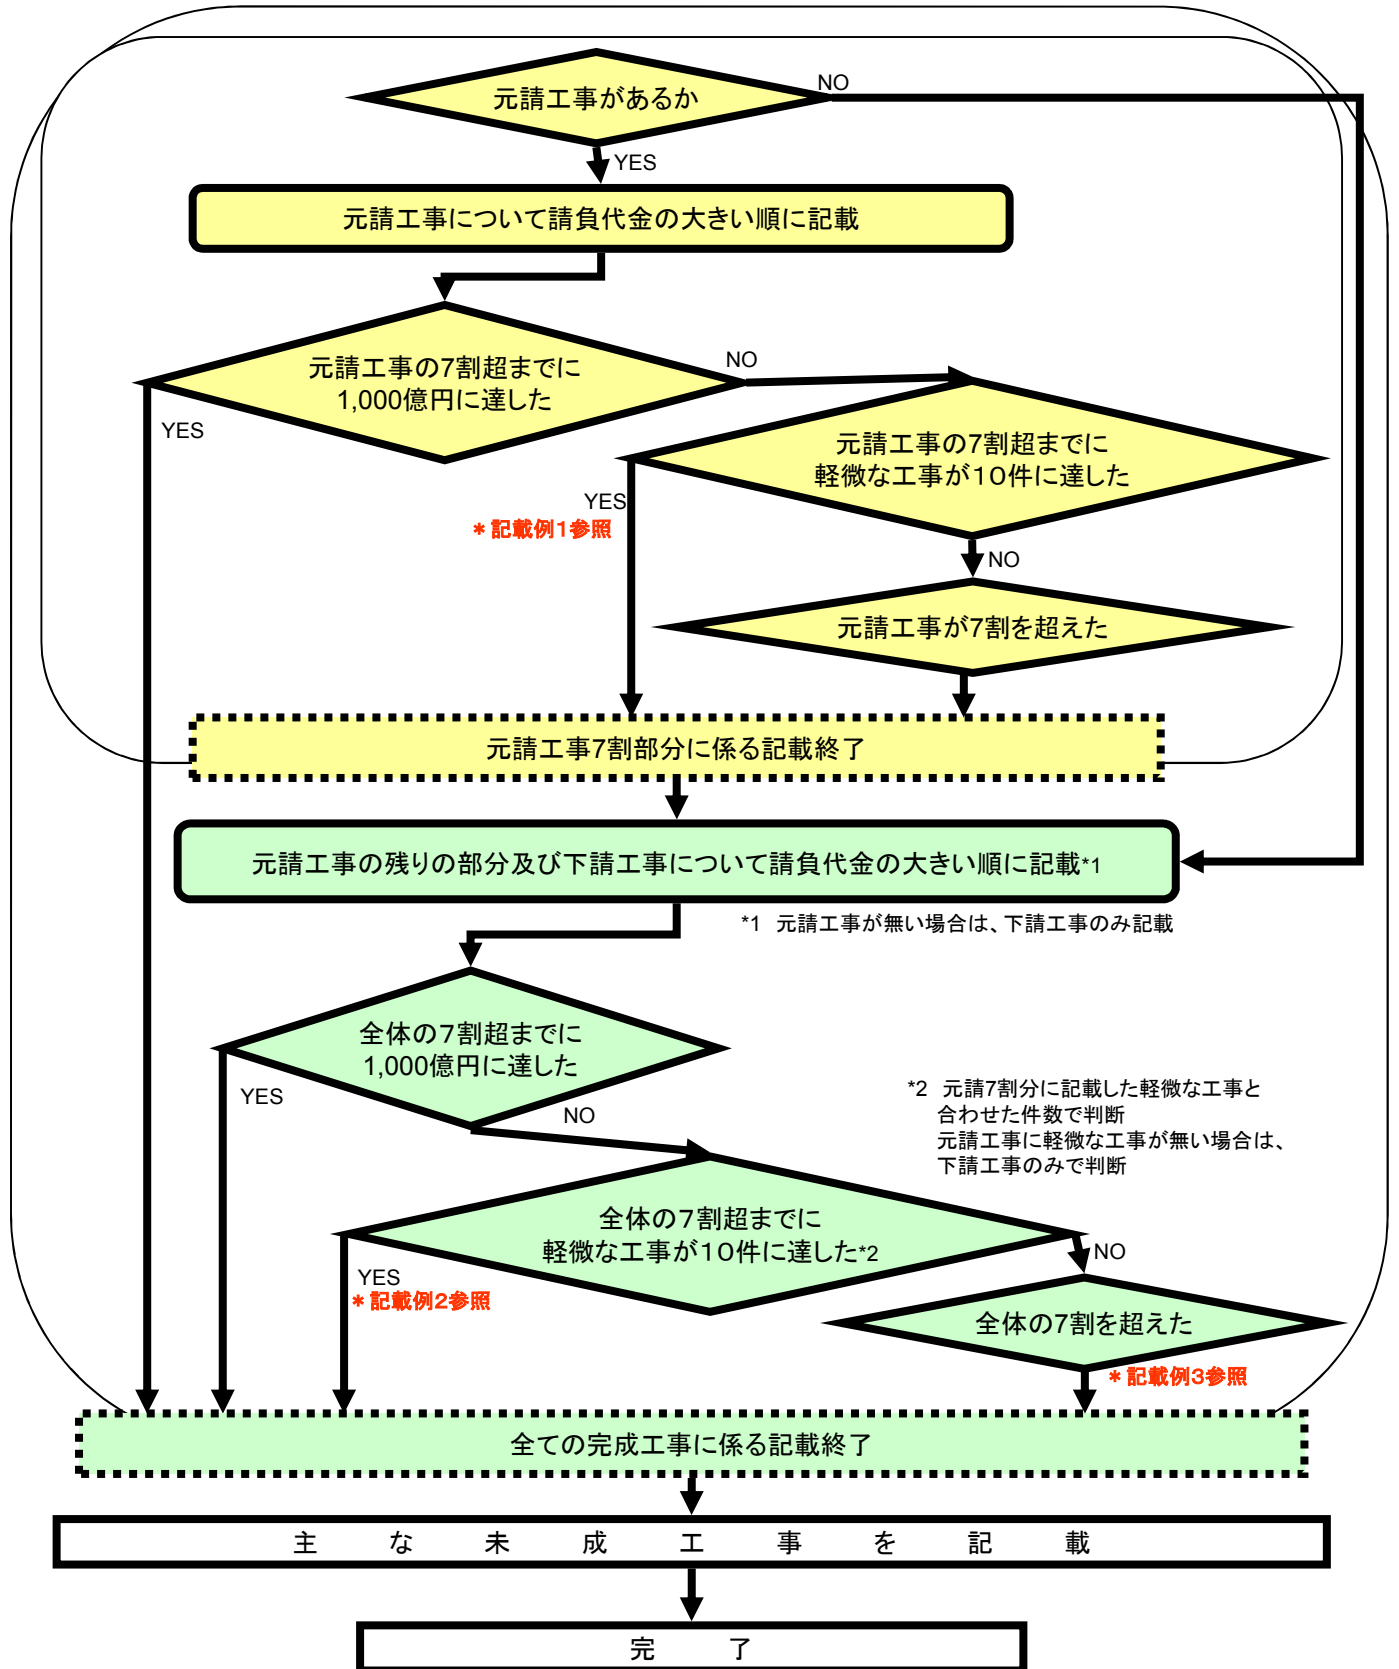 元請工事があるか
NO
YES
元請工事について請負代金の大きい順に記載
元請工事の7割超までに
1,000億円に達した
NO
YES
元請工事の7割超までに
軽微な工事が10件に達した
YES
*記載例1参照
NO
元請工事が7割を超えた
元請工事7割部分に係る記載終了
元請工事の残りの部分及び下請工事について請負代金の大きい順に記載*1
*1 元請工事が無い場合は、下請工事のみ記載
全体の7割超までに
1,000億円に達した
YES
NO
*2 元請7割分に記載した軽微な工事と
合わせた件数で判断
元請工事に軽微な工事が無い場合は、
下請工事のみで判断
全体の7割超までに
軽微な工事が10件に達した*2
YES
*記載例2参照
NO
全体の7割を超えた
*記載例3参照
全ての完成工事に係る記載終了
主な未成工事を記載
完了